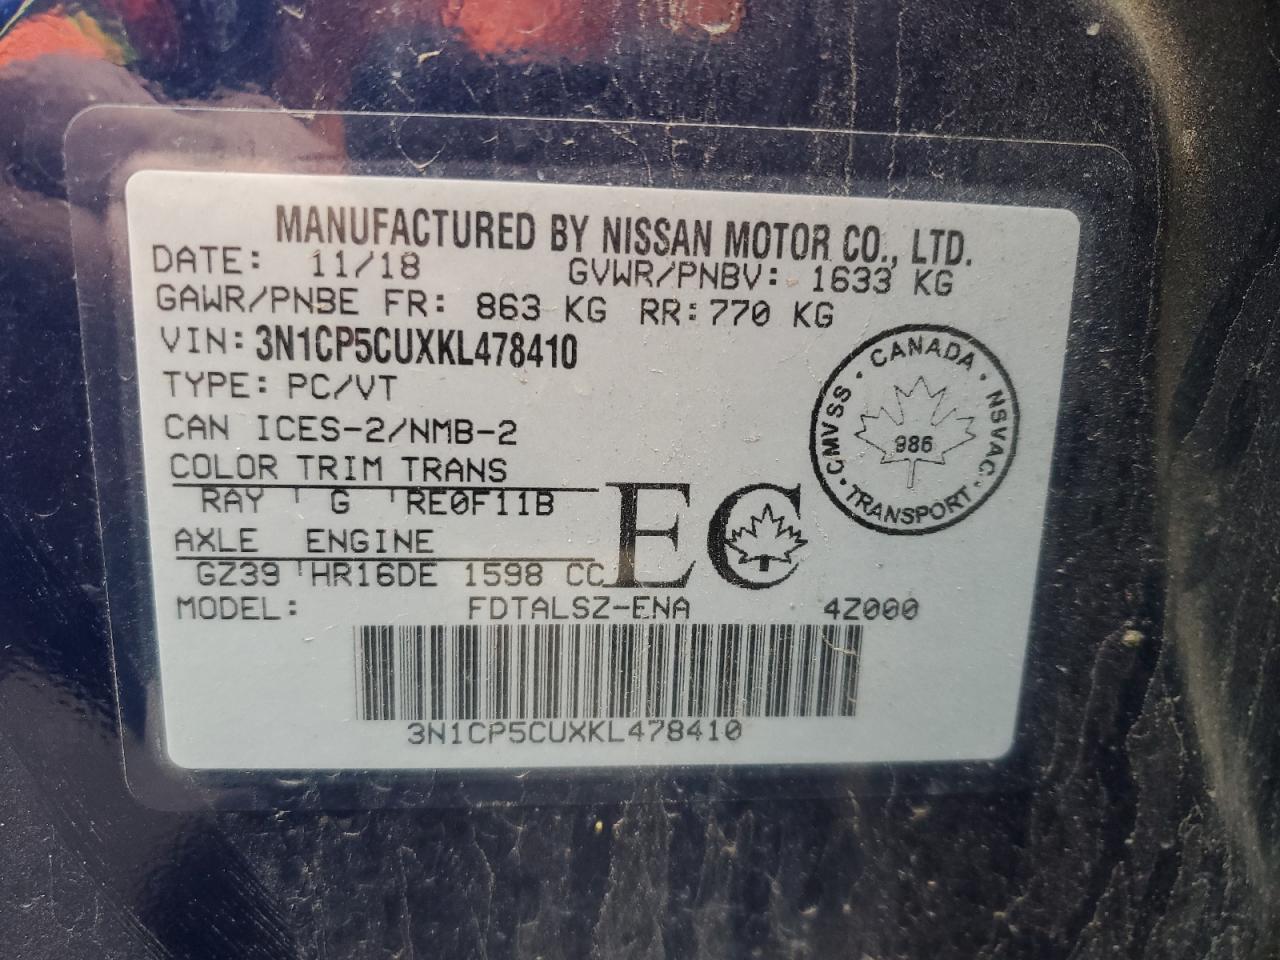 MANUFACTURED BY NISSAN MOTOR CO., LTD.
DATE: 11/18 GVWR/PNBV: 1633 KG
GAWR/PNBE FR: 863 KG RR: 770 KG
VIN: 3N1CP5CUXKL478410
TYPE: PC/VT
CAN ICES-2/NMB-2
COLOR TRIM TRANS
RAY G RE0F11B
AXLE ENGINE
GZ39 HR16DE 1598 CC
EC
CANADA · NSVAC · TRANSPORT · CMVSS ·
986
MODEL: FDTALSZ-ENA 4Z000
3N1CP5CUXKL478410